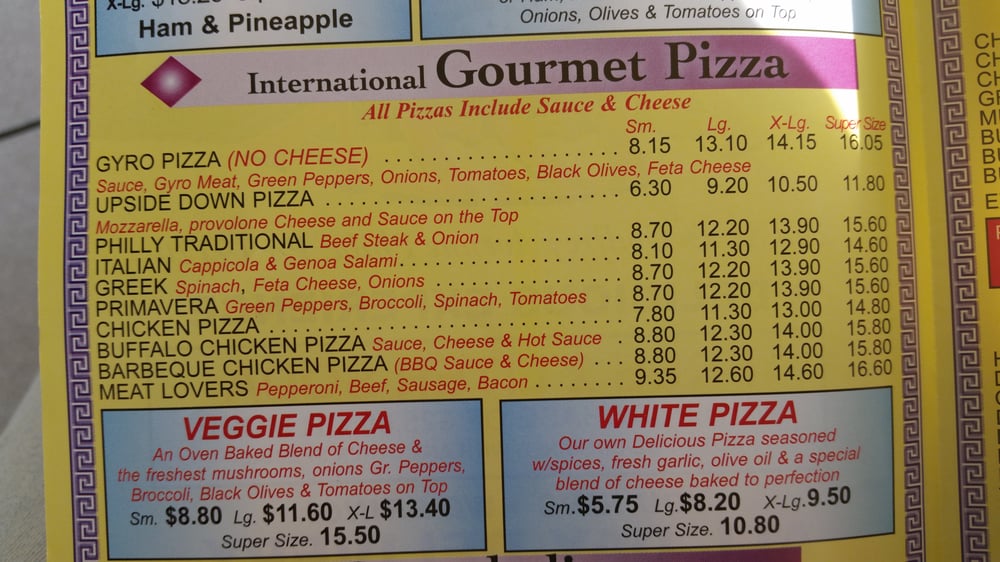 Ham & Pineapple
Onions, Olives & Tomatoes on Top
International Gourmet Pizza
All Pizzas Include Sauce & Cheese
Sm. Lg. X-Lg. Super Size
GYRO PIZZA (NO CHEESE) 8.15 13.10 14.15 16.05
Sauce, Gyro Meat, Green Peppers, Onions, Tomatoes, Black Olives, Feta Cheese
UPSIDE DOWN PIZZA 6.30 9.20 10.50 11.80
Mozzarella, provolone Cheese and Sauce on the Top
PHILLY TRADITIONAL Beef Steak & Onion 8.70 12.20 13.90 15.60
ITALIAN Cappicola & Genoa Salami 8.10 11.30 12.90 14.60
GREEK Spinach, Feta Cheese, Onions 8.70 12.20 13.90 15.60
PRIMAVERA Green Peppers, Broccoli, Spinach, Tomatoes 8.70 12.20 13.90 15.60
CHICKEN PIZZA 7.80 11.30 13.00 14.80
BUFFALO CHICKEN PIZZA Sauce, Cheese & Hot Sauce 8.80 12.30 14.00 15.80
BARBEQUE CHICKEN PIZZA (BBQ Sauce & Cheese) 8.80 12.30 14.00 15.80
MEAT LOVERS Pepperoni, Beef, Sausage, Bacon 9.35 12.60 14.60 16.60
VEGGIE PIZZA
An Oven Baked Blend of Cheese &
the freshest mushrooms, onions Gr. Peppers,
Broccoli, Black Olives & Tomatoes on Top
Sm. $8.80 Lg. $11.60 X-L $13.40
Super Size. 15.50
WHITE PIZZA
Our own Delicious Pizza seasoned
w/spices, fresh garlic, olive oil & a special
blend of cheese baked to perfection
Sm. $5.75 Lg. $8.20 X-Lg. 9.50
Super Size. 10.80